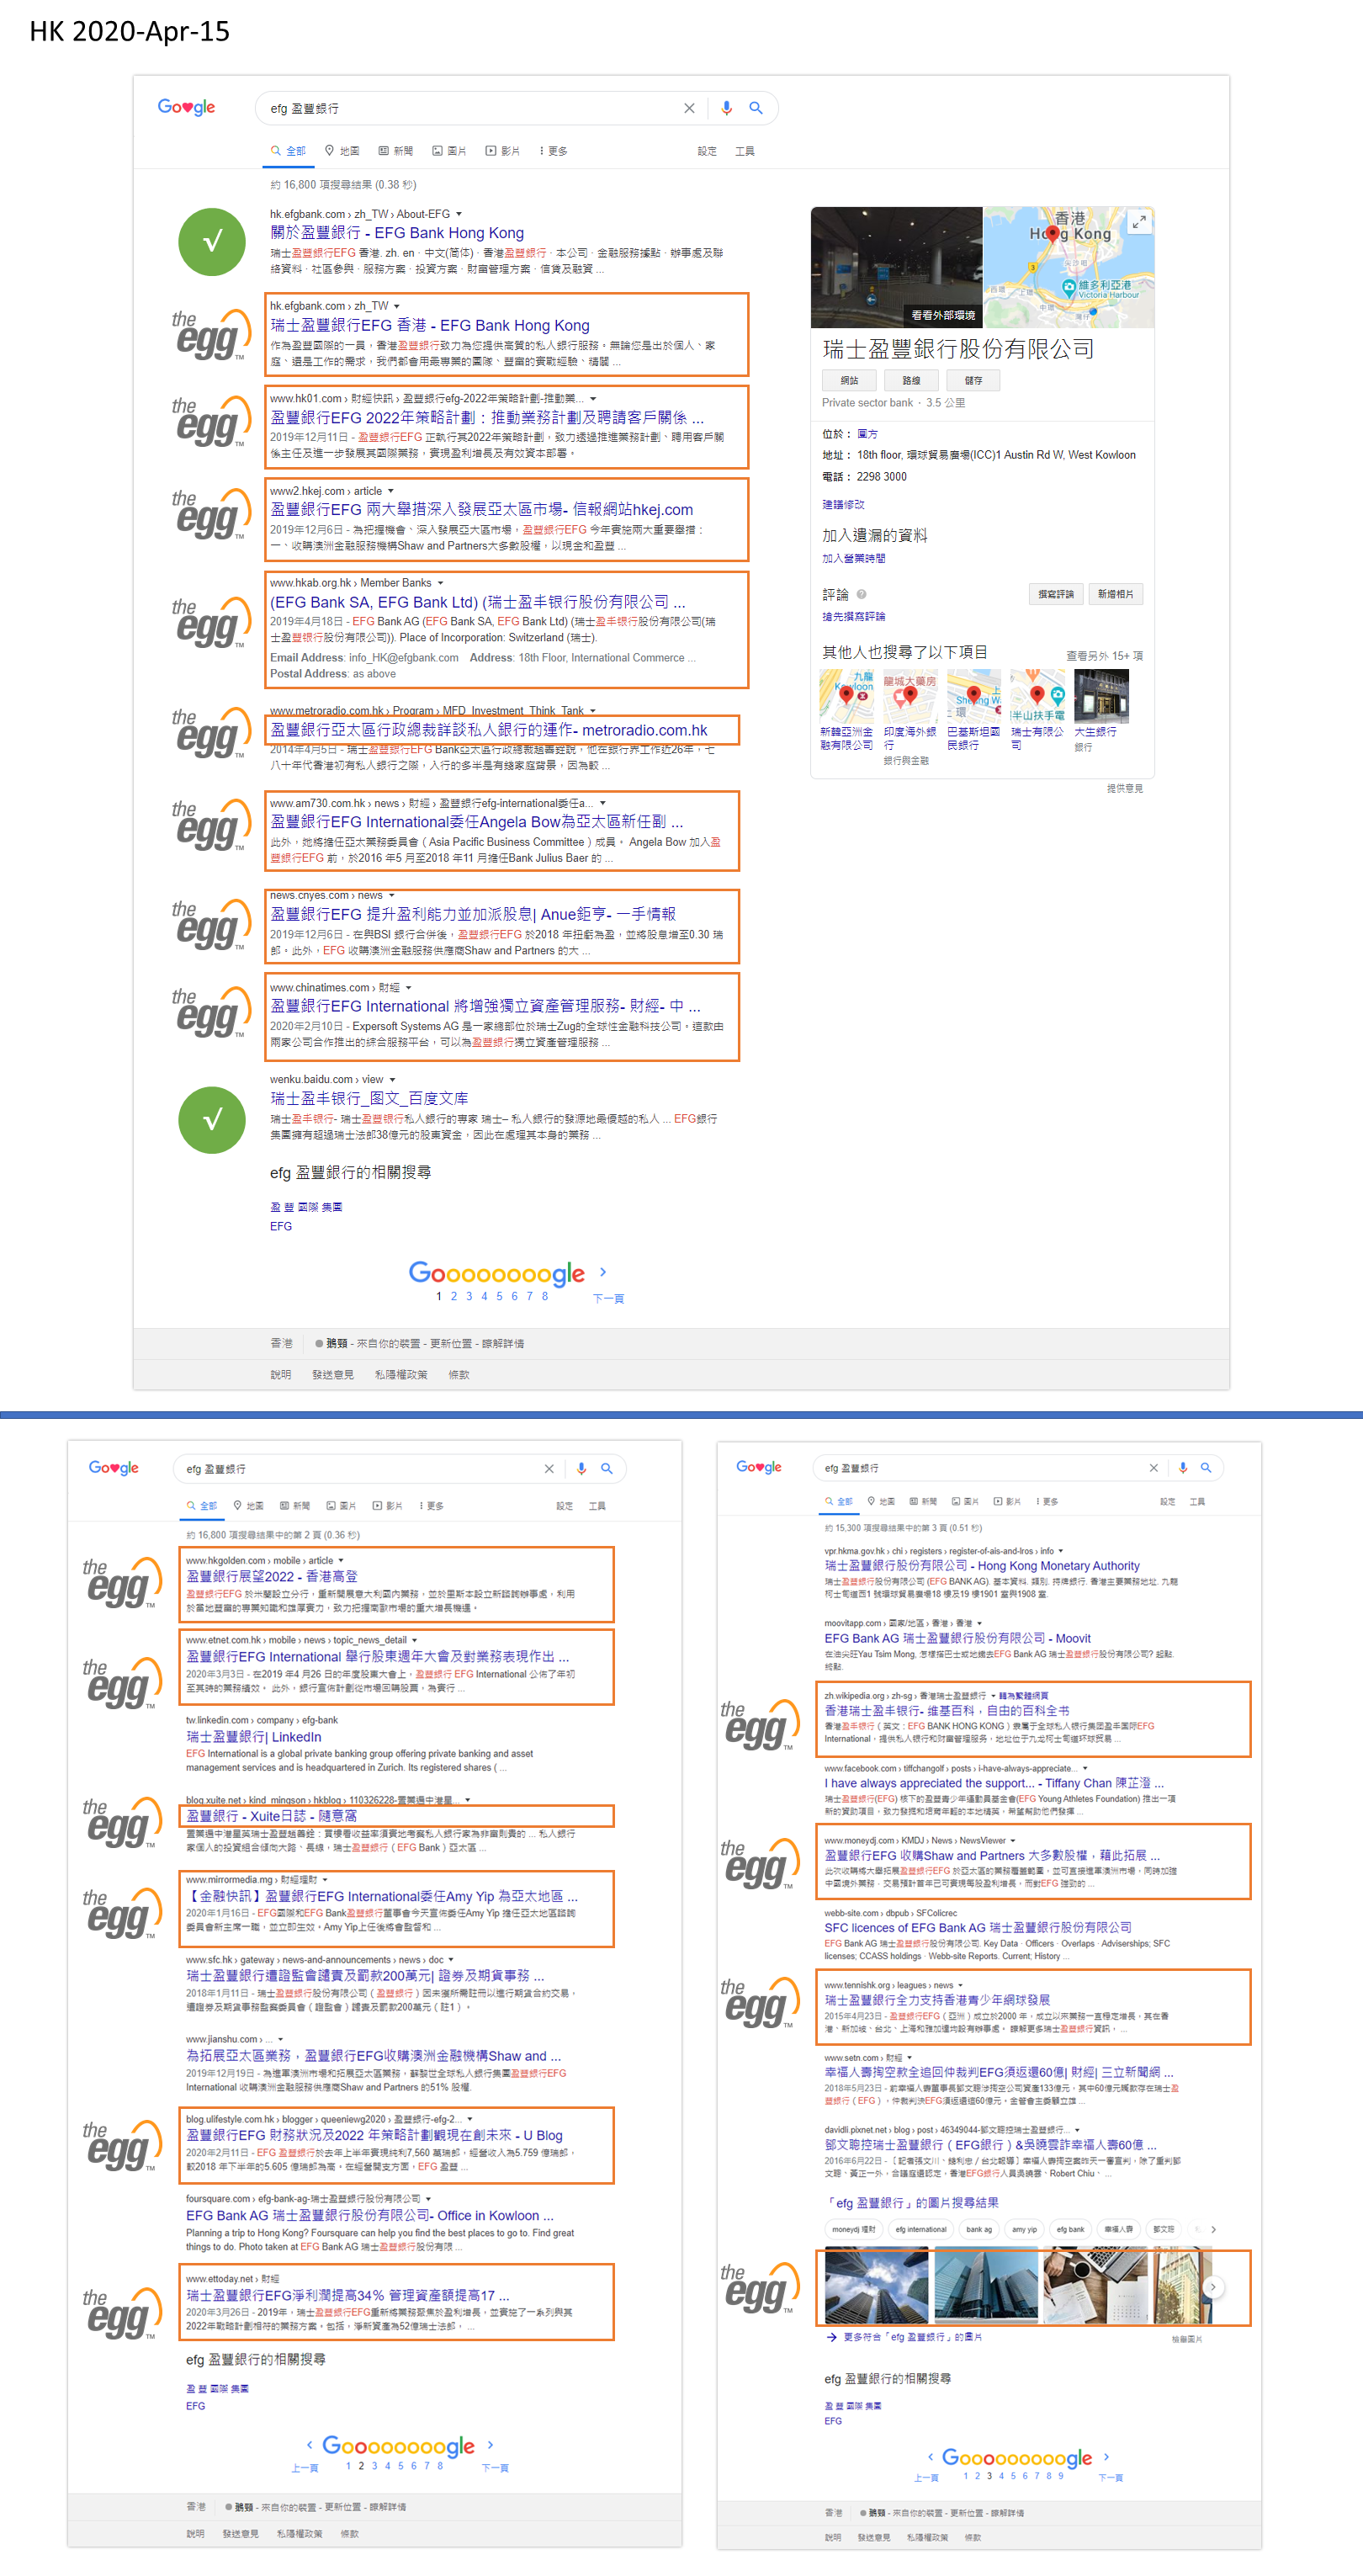 HK 2020-Apr-15
Google
efg 盈豐銀行
全部 地圖 新聞 圖片 影片 更多 設定 工具
約 16,800 項搜尋結果 (0.38 秒)
√
hk.efgbank.com › zh_TW › About-EFG
關於盈豐銀行 - EFG Bank Hong Kong
瑞士盈豐銀行EFG 香港. zh. en · 中文(简体) · 香港盈豐銀行 · 本公司 · 金融服務據點 · 辦事處及聯
絡資料 · 社區參與 · 服務方案 · 投資方案 · 財富管理方案 · 信貸及融資 ...
the egg TM
hk.efgbank.com › zh_TW
瑞士盈豐銀行EFG 香港 - EFG Bank Hong Kong
作為盈豐國際的一員，香港盈豐銀行致力為您提供高質的私人銀行服務。無論您是出於個人、家
庭、還是工作的需求，我們都會用最專業的團隊、豐富的實戰經驗、精闢 ...
the egg TM
www.hk01.com › 財經快訊 › 盈豐銀行efg-2022年策略計劃-推動業...
盈豐銀行EFG 2022年策略計劃：推動業務計劃及聘請客戶關係 ...
2019年12月11日 - 盈豐銀行EFG 正執行其2022年策略計劃，致力透過推進業務計劃、聘用客戶關
係主任及進一步發展其國際業務，實現盈利增長及有效資本部署。
the egg TM
www2.hkej.com › article
盈豐銀行EFG 兩大舉措深入發展亞太區市場- 信報網站hkej.com
2019年12月6日 - 為把握機會、深入發展亞太區市場，盈豐銀行EFG 今年實施兩大重要舉措：
一、收購澳洲金融服務機構Shaw and Partners大多數股權，以現金和盈豐 ...
the egg TM
www.hkab.org.hk › Member Banks
(EFG Bank SA, EFG Bank Ltd) (瑞士盈丰银行股份有限公司 ...
2019年4月18日 - EFG Bank AG (EFG Bank SA, EFG Bank Ltd) (瑞士盈丰银行股份有限公司(瑞
士盈豐银行股份有限公司)). Place of Incorporation: Switzerland (瑞士).
Email Address: info_HK@efgbank.com Address: 18th Floor, International Commerce ...
Postal Address: as above
the egg TM
www.metroradio.com.hk › Program › MFD_Investment_Think_Tank
盈豐銀行亞太區行政總裁詳談私人銀行的運作- metroradio.com.hk
2014年4月5日 - 瑞士盈豐銀行EFG Bank亞太區行政總裁趙善銓說，他在銀行界工作近26年，七
八十年代香港初有私人銀行之際，入行的多半是有錢家庭背景，因為較 ...
the egg TM
www.am730.com.hk › news › 財經 › 盈豐銀行efg-international委任a...
盈豐銀行EFG International委任Angela Bow為亞太區新任副 ...
此外，她將擔任亞太業務委員會（Asia Pacific Business Committee）成員。 Angela Bow 加入盈
豐銀行EFG 前，於2016 年5 月至2018 年11 月擔任Bank Julius Baer 的 ...
the egg TM
news.cnyes.com › news
盈豐銀行EFG 提升盈利能力並加派股息| Anue鉅亨- 一手情報
2019年12月6日 - 在與BSI 銀行合併後，盈豐銀行EFG 於2018 年扭虧為盈，並將股息增至0.30 瑞
郎。此外，EFG 收購澳洲金融服務供應商Shaw and Partners 的大 ...
the egg TM
www.chinatimes.com › 財經
盈豐銀行EFG International 將增強獨立資產管理服務- 財經- 中 ...
2020年2月10日 - Expersoft Systems AG 是一家總部位於瑞士Zug的全球性金融科技公司。這款由
兩家公司合作推出的綜合服務平台，可以為盈豐銀行獨立資產管理服務 ...
√
wenku.baidu.com › view
瑞士盈丰银行_图文_百度文库
瑞士盈丰银行- 瑞士盈豐银行私人銀行的專家 瑞士– 私人銀行的發源地最優越的私人 ... EFG銀行
集團擁有超過瑞士法郎38億元的股東資金，因此在處理其本身的業務 ...
efg 盈豐銀行的相關搜尋
盈 豐 國際 集團
EFG
Goooooooogle
1 2 3 4 5 6 7 8 下一頁
香港 鵝頸 - 來自你的裝置 - 更新位置 - 瞭解詳情
說明 發送意見 私隱權政策 條款
看看外部環境
香港
Hong Kong
尖沙咀
維多利亞港
Victoria Harbour
瑞士盈豐銀行股份有限公司
網站 路線 儲存
Private sector bank · 3.5 公里
位於： 圓方
地址： 18th floor, 環球貿易廣場(ICC)1 Austin Rd W, West Kowloon
電話： 2298 3000
建議修改
加入遺漏的資料
加入營業時間
評論 撰寫評論 新增相片
搶先撰寫評論
其他人也搜尋了以下項目 查看另外 15+ 項
新韓亞洲金融有限公司
印度海外銀行
銀行與金融
巴基斯坦國民銀行
瑞士有限公司
大生銀行
銀行
提供意見
Google
efg 盈豐銀行
全部 地圖 新聞 圖片 影片 更多 設定 工具
約 16,800 項搜尋結果中的第 2 頁 (0.36 秒)
the egg TM
www.hkgolden.com › mobile › article
盈豐銀行展望2022 - 香港高登
盈豐銀行EFG 於米蘭設立分行，重新開展意大利國內業務，並於里斯本設立新諮詢辦事處，利用
於當地豐富的專業知識和雄厚實力，致力把握南歐市場的重大增長機遇。
the egg TM
www.etnet.com.hk › mobile › news › topic_news_detail
盈豐銀行EFG International 舉行股東週年大會及對業務表現作出 ...
2020年3月3日 - 在2019 年4 月26 日的年度股東大會上，盈豐銀行 EFG International 公佈了年初
至其時的業務績效。 此外，銀行宣佈計劃從市場回購股票，為實行 ...
tw.linkedin.com › company › efg-bank
瑞士盈豐銀行| LinkedIn
EFG International is a global private banking group offering private banking and asset
management services and is headquartered in Zurich. Its registered shares ( ...
the egg TM
blog.xuite.net › kind_mingson › hkblog › 110326228-
盈豐銀行 - Xuite日誌 - 隨意窩
家個人的投資組合傾向大路、長線，瑞士盈豐銀行（EFG Bank）亞太區 ...
the egg TM
www.mirrormedia.mg › 財經理財
【金融快訊】盈豐銀行EFG International委任Amy Yip 為亞太地區 ...
2020年1月16日 - EFG國際和EFG Bank盈豐銀行董事會今天宣佈委任Amy Yip 擔任亞太地區諮詢
委員會新主席一職，並立即生效。Amy Yip上任後將會監督和 ...
www.sfc.hk › gateway › news-and-announcements › news › doc
瑞士盈豐銀行遭證監會譴責及罰款200萬元| 證券及期貨事務 ...
2018年1月11日 - 瑞士盈豐銀行股份有限公司（盈豐銀行）因未獲所需註冊以進行期貨合約交易，
遭證券及期貨事務監察委員會（證監會）譴責及罰款200萬元（註1）。
www.jianshu.com › ...
為拓展亞太區業務，盈豐銀行EFG收購澳洲金融機構Shaw and ...
2019年12月19日 - 為進軍澳洲市場和拓展亞太區業務，蘇黎世全球私人銀行集團盈豐銀行EFG
International 收購澳洲金融服務供應商Shaw and Partners 的51% 股權.
the egg TM
blog.ulifestyle.com.hk › blogger › queeniewg2020 › 盈豐銀行-efg-2...
盈豐銀行EFG 財務狀況及2022 年策略計劃觀現在創未來 - U Blog
2020年2月11日 - EFG 盈豐銀行於去年上半年實現純利7,560 萬瑞郎，經營收入為5.759 億瑞郎，
較2018 年下半年的5.605 億瑞郎為高。在經營開支方面，EFG 盈豐 ...
foursquare.com › efg-bank-ag-瑞士盈豐銀行股份有限公司
EFG Bank AG 瑞士盈豐銀行股份有限公司- Office in Kowloon ...
Planning a trip to Hong Kong? Foursquare can help you find the best places to go to. Find great
things to do. Photo taken at EFG Bank AG 瑞士盈豐銀行股份有限 ...
the egg TM
www.ettoday.net › 財經
瑞士盈豐銀行EFG淨利潤提高34% 管理資產額提高17 ...
2020年3月26日 - 2019年，瑞士盈豐銀行EFG重新將業務聚焦於盈利增長，並實施了一系列與其
2022年戰略計劃相符的業務方案。包括，淨新資產為52億瑞士法郎， ...
efg 盈豐銀行的相關搜尋
盈 豐 國際 集團
EFG
Goooooooogle
上一頁 1 2 3 4 5 6 7 8 下一頁
香港 鵝頸 - 來自你的裝置 - 更新位置 - 瞭解詳情
說明 發送意見 私隱權政策 條款
Google
efg 盈豐銀行
全部 地圖 新聞 圖片 影片 更多 設定 工具
約 15,300 項搜尋結果中的第 3 頁 (0.51 秒)
vpr.hkma.gov.hk › chi › registers › register-of-ais-and-lros › info
瑞士盈豐銀行股份有限公司 - Hong Kong Monetary Authority
瑞士盈豐銀行股份有限公司 (EFG BANK AG). 基本資料. 類別. 持牌銀行. 香港主要業務地址. 九龍
柯士甸道西1 號環球貿易廣場18 樓及19 樓1901 室與1908 室.
moovitapp.com › 國家/地區 › 香港 › 香港
EFG Bank AG 瑞士盈豐銀行股份有限公司 - Moovit
在油尖旺Yau Tsim Mong, 怎樣搭巴士或地鐵去EFG Bank AG 瑞士盈豐銀行股份有限公司? 起點.
終點.
the egg TM
zh.wikipedia.org › zh-sg › 香港瑞士盈豐銀行 轉為繁體網頁
香港瑞士盈丰银行- 维基百科，自由的百科全书
香港盈丰银行（英文：EFG BANK HONG KONG）隶属于全球私人银行集团盈丰国际EFG
International，提供私人银行和财富管理服务，地址位于九龙柯士甸道环球贸易 ...
www.facebook.com › tiffchangolf › posts › i-have-always-appreciate...
I have always appreciated the support... - Tiffany Chan 陳芷澄 ...
瑞士盈豐銀行(EFG) 核下的盈豐青少年運動員基金會(EFG Young Athletes Foundation) 推出一項
新的資助項目，致力發掘和培育年輕的本地精英，希望幫助他們發揮 ...
the egg TM
www.moneydj.com › KMDJ › News › NewsViewer
盈豐銀行EFG 收購Shaw and Partners 大多數股權，藉此拓展 ...
此次收購將大舉拓展盈豐銀行EFG 於亞太區的業務覆蓋範圍，並可直接進軍澳洲市場，同時加強
中國境外業務．交易預計首年已可實現每股盈利增長，而對EFG 強勁的 ...
webb-site.com › dbpub › SFColicrec
SFC licences of EFG Bank AG 瑞士盈豐銀行股份有限公司
EFG Bank AG 瑞士盈豐銀行股份有限公司. Key Data · Officers · Overlaps · Adviserships; SFC
licenses; CCASS holdings · Webb-site Reports. Current; History ...
the egg TM
www.tennishk.org › leagues › news
瑞士盈豐銀行全力支持香港青少年網球發展
2015年4月23日 - 盈豐銀行EFG（亞洲）成立於2000 年，成立以來業務一直穩定增長，其在香
港、新加坡、台北、上海和雅加達均設有辦事處。 瞭解更多瑞士盈豐銀行資訊， ...
www.setn.com › 財經
幸福人壽掏空款全追回仲裁判EFG須返還60億| 財經| 三立新聞網 ...
2018年5月23日 - 前幸福人壽董事長鄧文聰涉掏空公司資產133億元，其中60億元贓款存在瑞士盈
豐銀行（EFG），仲裁判決EFG須返還這60億元。金管會主委顧立雄 ...
davidli.pixnet.net › blog › post › 46349044-鄧文聰控瑞士盈豐銀行...
鄧文聰控瑞士盈豐銀行（EFG銀行）&吳曉雲詐幸福人壽60億 ...
2016年6月22日 - 〔記者張文川、錢利忠／台北報導〕幸福人壽掏空案昨天一審宣判，除了重判鄧
文聰、黃正一外，合議庭還認定，香港EFG銀行人員吳曉雲、Robert Chiu、 ...
「efg 盈豐銀行」的圖片搜尋結果
moneydj 理財 efg international bank ag amy yip efg bank 幸福人壽 鄧文聰
the egg TM
更多符合「efg 盈豐銀行」的圖片 檢舉圖片
efg 盈豐銀行的相關搜尋
盈 豐 國際 集團
EFG
Gooooooooogle
上一頁 1 2 3 4 5 6 7 8 9 下一頁
香港 鵝頸 - 來自你的裝置 - 更新位置 - 瞭解詳情
說明 發送意見 私隱權政策 條款